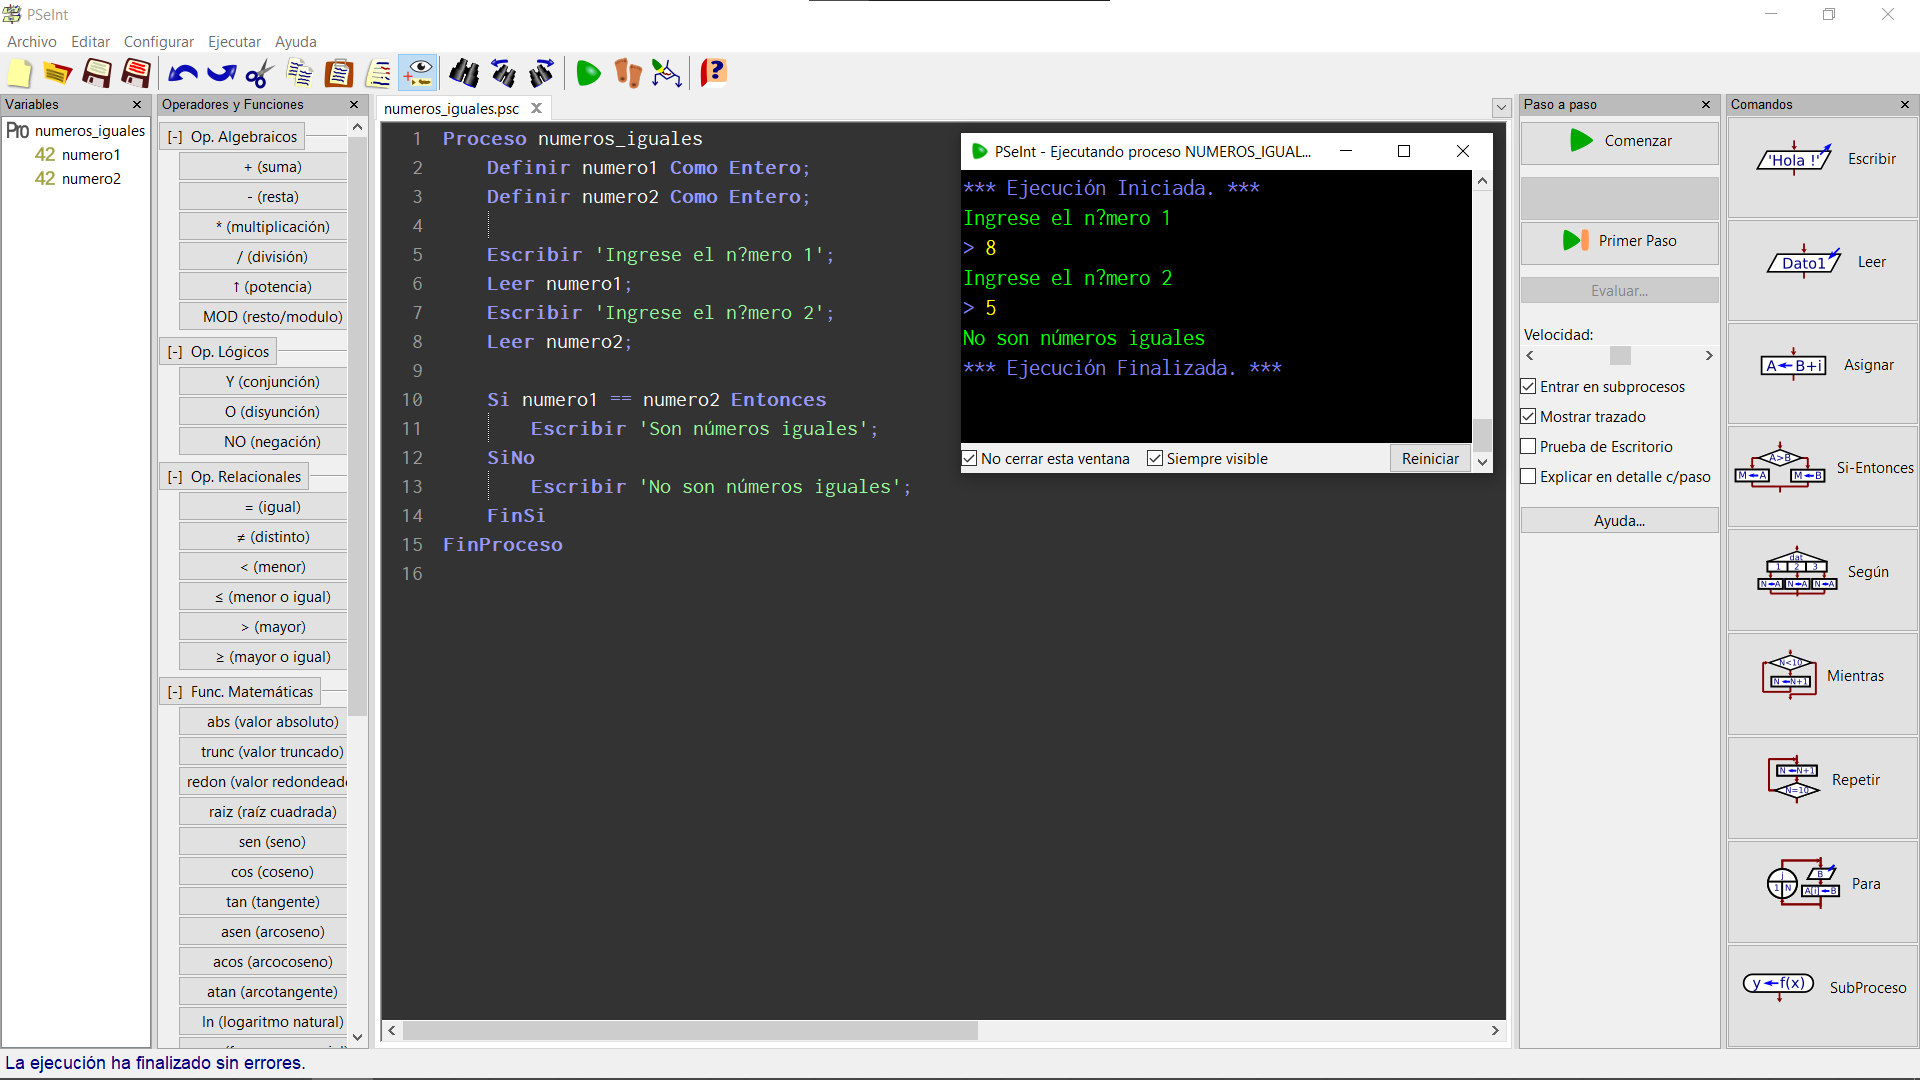 PSeInt
Archivo Editar Configurar Ejecutar Ayuda
Variables
Pro numeros_iguales
42 numero1
42 numero2
Operadores y Funciones
[-] Op. Algebraicos
+ (suma)
- (resta)
* (multiplicación)
/ (división)
↑ (potencia)
MOD (resto/modulo)
[-] Op. Lógicos
Y (conjunción)
O (disyunción)
NO (negación)
[-] Op. Relacionales
= (igual)
≠ (distinto)
< (menor)
≤ (menor o igual)
> (mayor)
≥ (mayor o igual)
[-] Func. Matemáticas
abs (valor absoluto)
trunc (valor truncado)
redon (valor redondeado
raiz (raíz cuadrada)
sen (seno)
cos (coseno)
tan (tangente)
asen (arcoseno)
acos (arcocoseno)
atan (arcotangente)
ln (logaritmo natural)
numeros_iguales.psc
1 Proceso numeros_iguales
2 Definir numero1 Como Entero;
3 Definir numero2 Como Entero;
4
5 Escribir 'Ingrese el n?mero 1';
6 Leer numero1;
7 Escribir 'Ingrese el n?mero 2';
8 Leer numero2;
9
10 Si numero1 == numero2 Entonces
11 Escribir 'Son números iguales';
12 SiNo
13 Escribir 'No son números iguales';
14 FinSi
15 FinProceso
16
PSeInt - Ejecutando proceso NUMEROS_IGUAL...
*** Ejecución Iniciada. ***
Ingrese el n?mero 1
> 8
Ingrese el n?mero 2
> 5
No son números iguales
*** Ejecución Finalizada. ***
No cerrar esta ventana Siempre visible Reiniciar
Paso a paso
Comenzar
Primer Paso
Evaluar...
Velocidad:
Entrar en subprocesos
Mostrar trazado
Prueba de Escritorio
Explicar en detalle c/paso
Ayuda...
Comandos
'Hola !' Escribir
Dato1 Leer
A←B+i Asignar
A>B
M←A M←B
Si-Entonces
dat
1 2 3
N←A N←A N←A
Según
N<10
N←N+1
Mientras
N←N+1
N=10
Repetir
i
1 N
B
A[i]←B
Para
y←f(x) SubProceso
La ejecución ha finalizado sin errores.